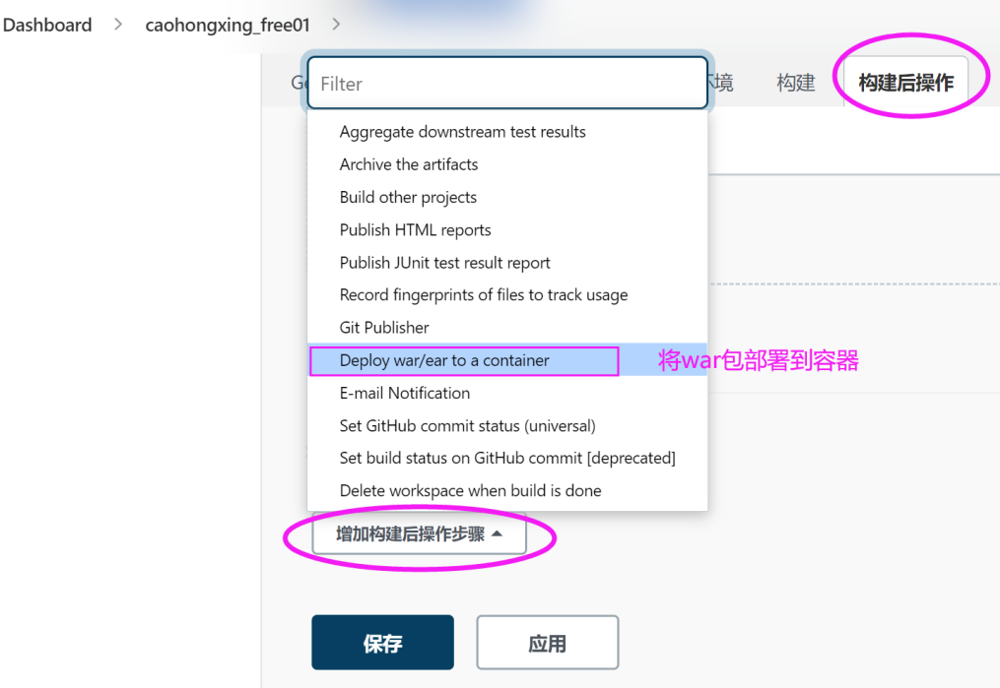 Dashboard > caohongxing_free01 >
Filter
境 构建 构建后操作
Aggregate downstream test results
Archive the artifacts
Build other projects
Publish HTML reports
Publish JUnit test result report
Record fingerprints of files to track usage
Git Publisher
Deploy war/ear to a container 将war包部署到容器
E-mail Notification
Set GitHub commit status (universal)
Set build status on GitHub commit [deprecated]
Delete workspace when build is done
增加构建后操作步骤
保存 应用